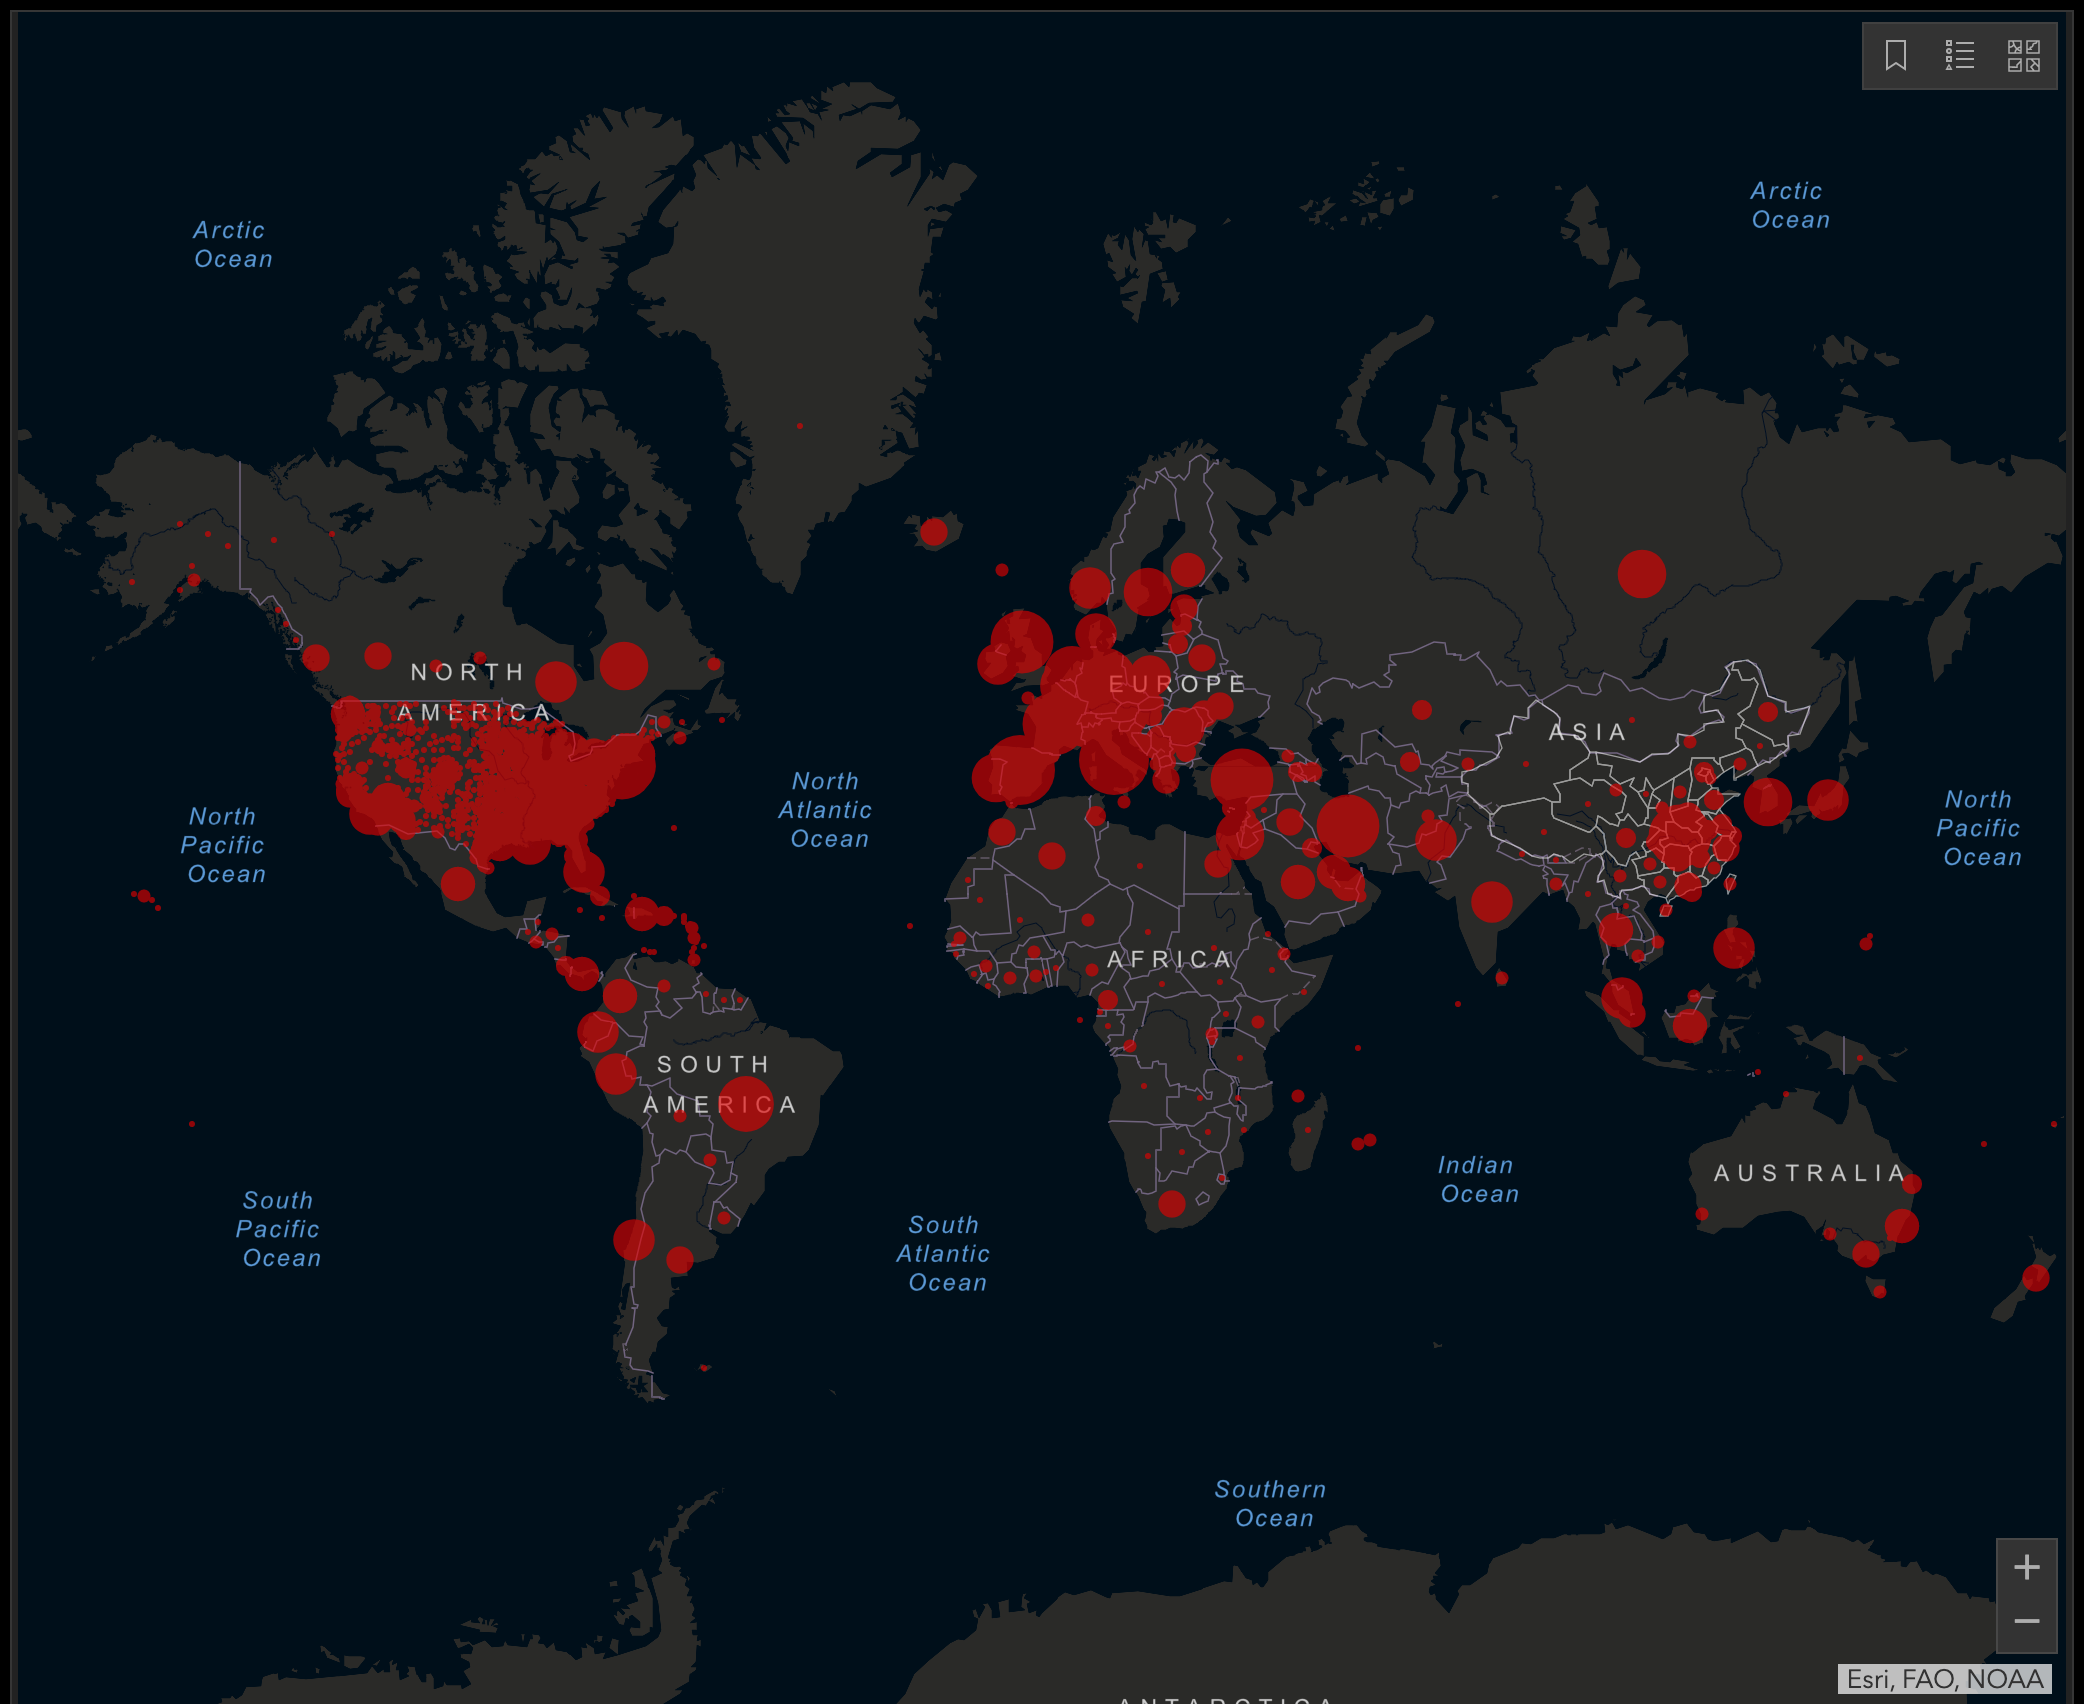 Arctic
Ocean
Arctic
Ocean
NORTH
AMERICA
EUROPE
ASIA
North
Atlantic
Ocean
North
Pacific
Ocean
North
Pacific
Ocean
AFRICA
SOUTH
AMERICA
Indian
Ocean
AUSTRALIA
South
Pacific
Ocean
South
Atlantic
Ocean
Southern
Ocean
Esri, FAO, NOAA
ANTARCTICA